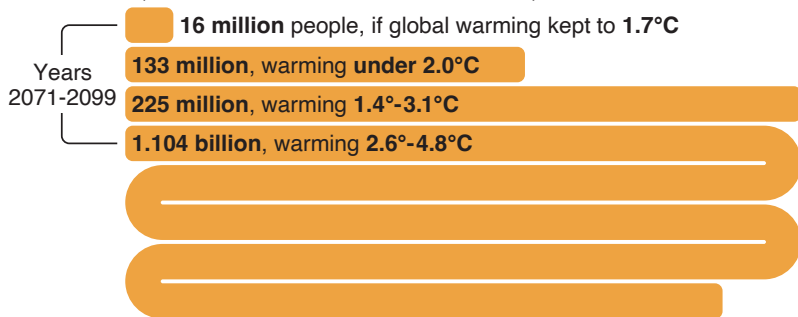 16 million people, if global warming kept to 1.7°C
Years
2071-2099
133 million, warming under 2.0°C
225 million, warming 1.4°-3.1°C
1.104 billion, warming 2.6°-4.8°C